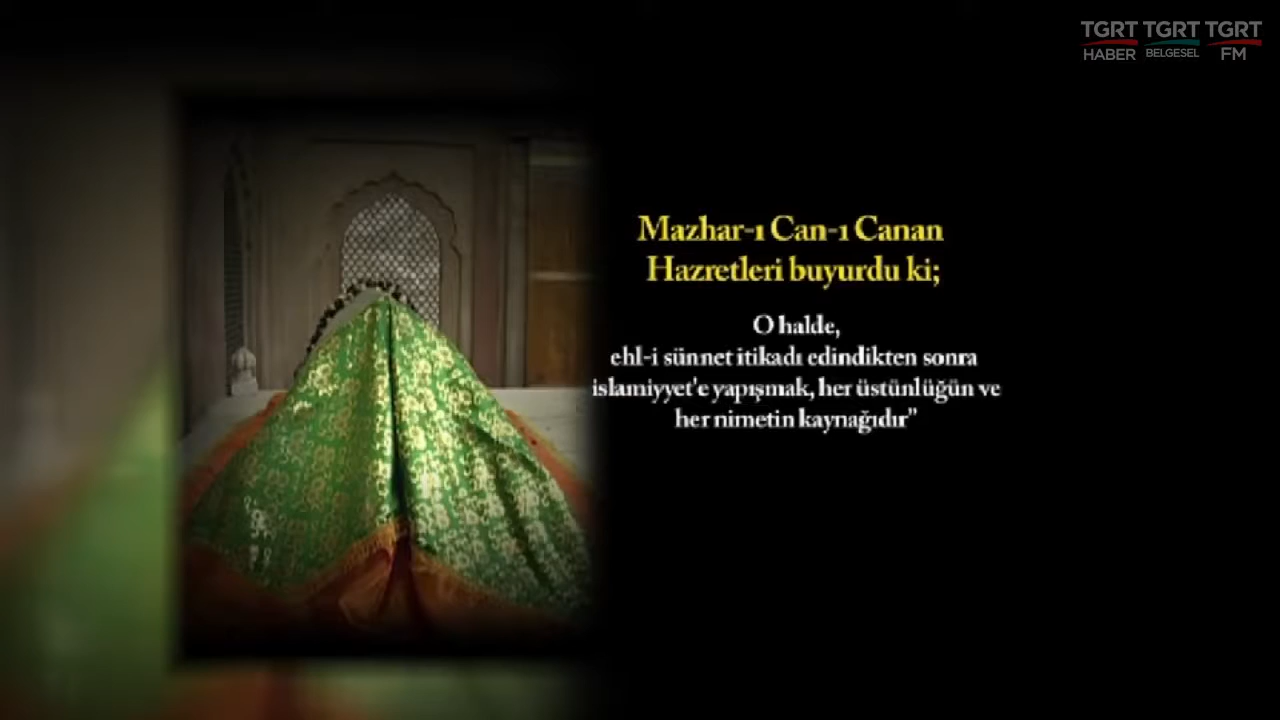 TGRT TGRT TGRT
HABER BELGESEL FM
Mazhar-ı Can-ı Canan
Hazretleri buyurdu ki;
O halde,
ehl-i sünnet itikadı edindikten sonra
islamiyyet'e yapışmak, her üstünlüğün ve
her nimetin kaynağıdır"